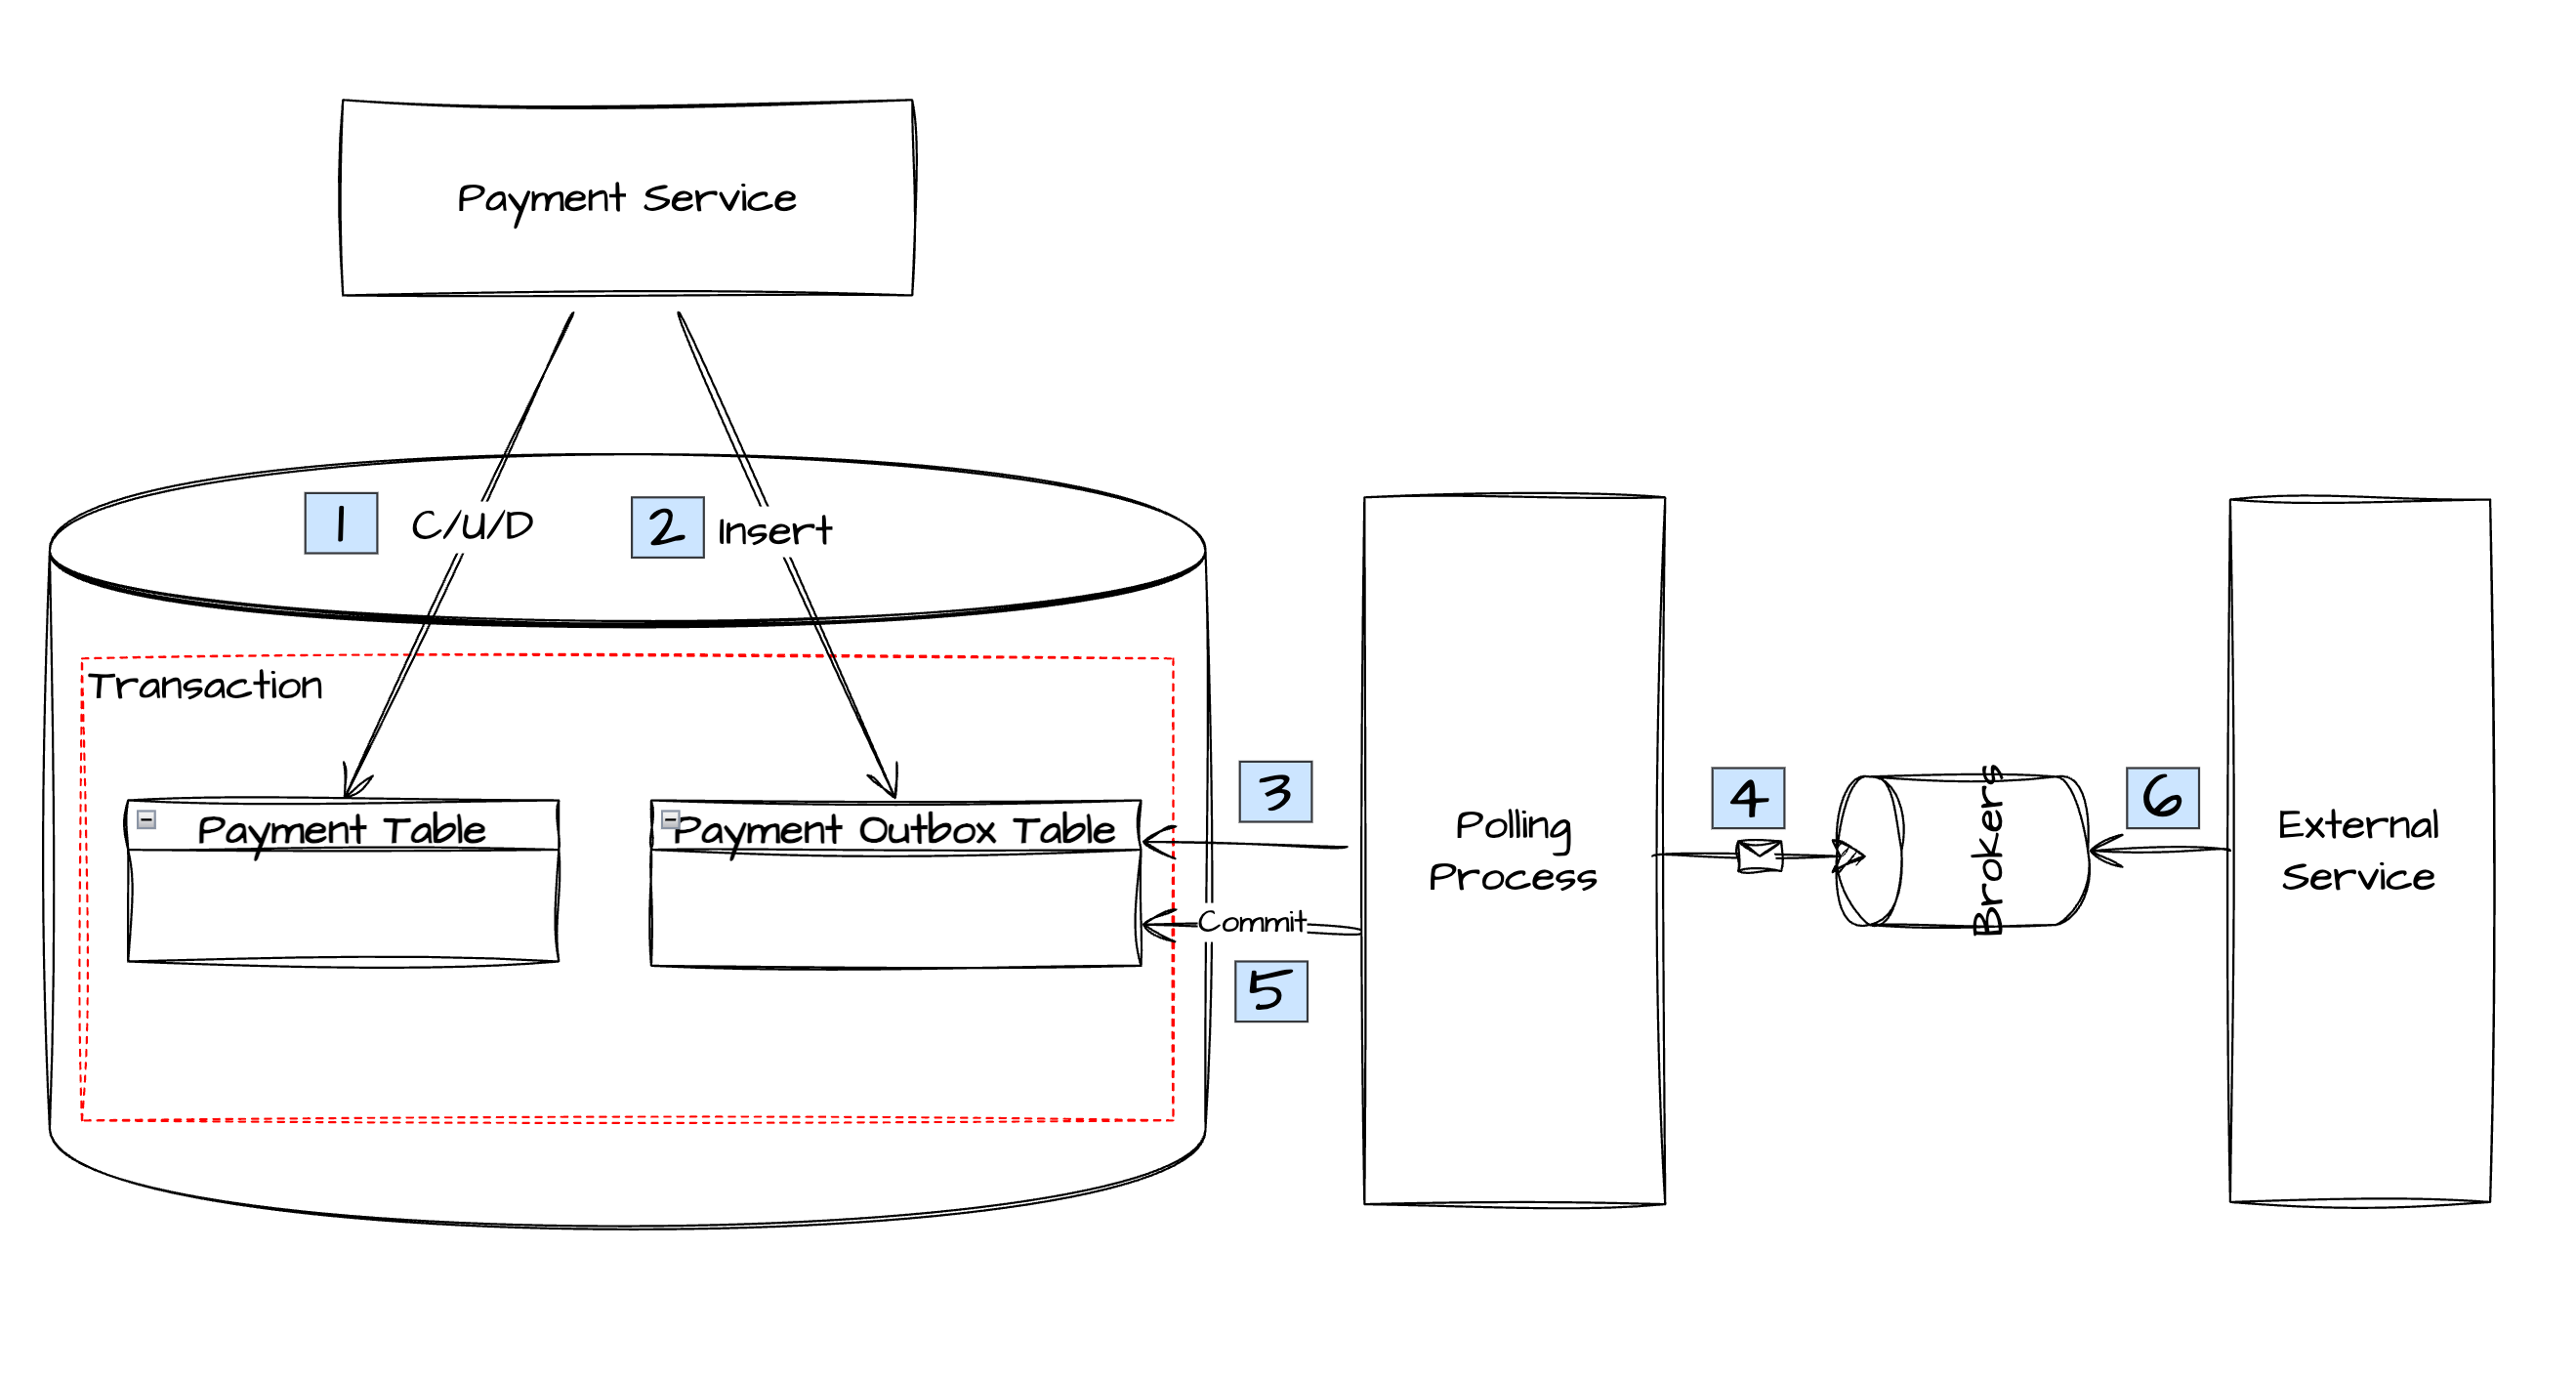 Payment Service
1
C/U/D
2
Insert
Transaction
Payment Table
Payment Outbox Table
3
Commit
5
Polling
Process
4
Brokers
6
External
Service